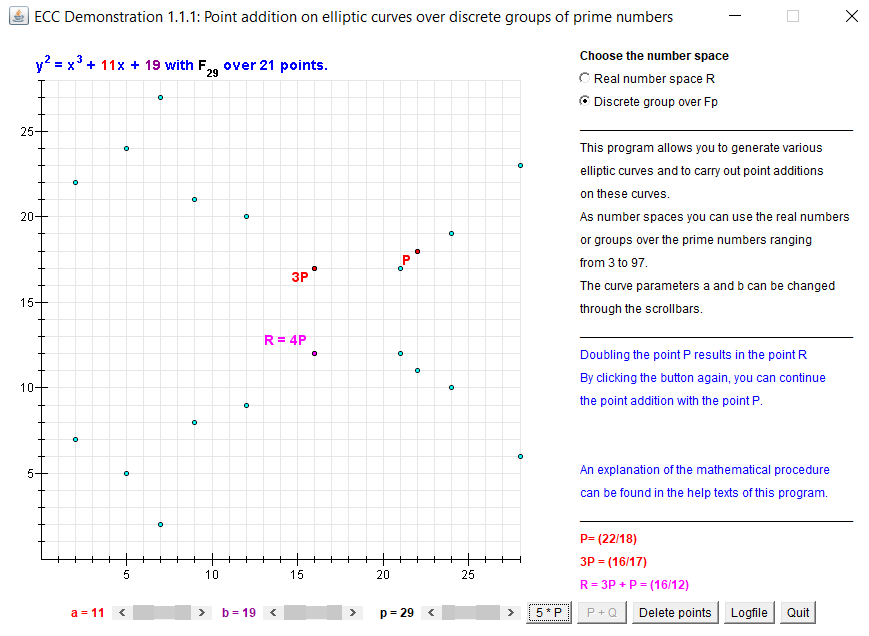 ECC Demonstration 1.1.1: Point addition on elliptic curves over discrete groups of prime numbers
y² = x³ + 11x + 19 with F₂₉ over 21 points.
25
20
15
10
5
5
10
15
20
25
P
3P
R = 4P
a = 11
b = 19
p = 29
Choose the number space
Real number space R
Discrete group over Fp
This program allows you to generate various
elliptic curves and to carry out point additions
on these curves.
As number spaces you can use the real numbers
or groups over the prime numbers ranging
from 3 to 97.
The curve parameters a and b can be changed
through the scrollbars.
Doubling the point P results in the point R
By clicking the button again, you can continue
the point addition with the point P.
An explanation of the mathematical procedure
can be found in the help texts of this program.
P= (22/18)
3P = (16/17)
R = 3P + P = (16/12)
5 * P
P + Q
Delete points
Logfile
Quit